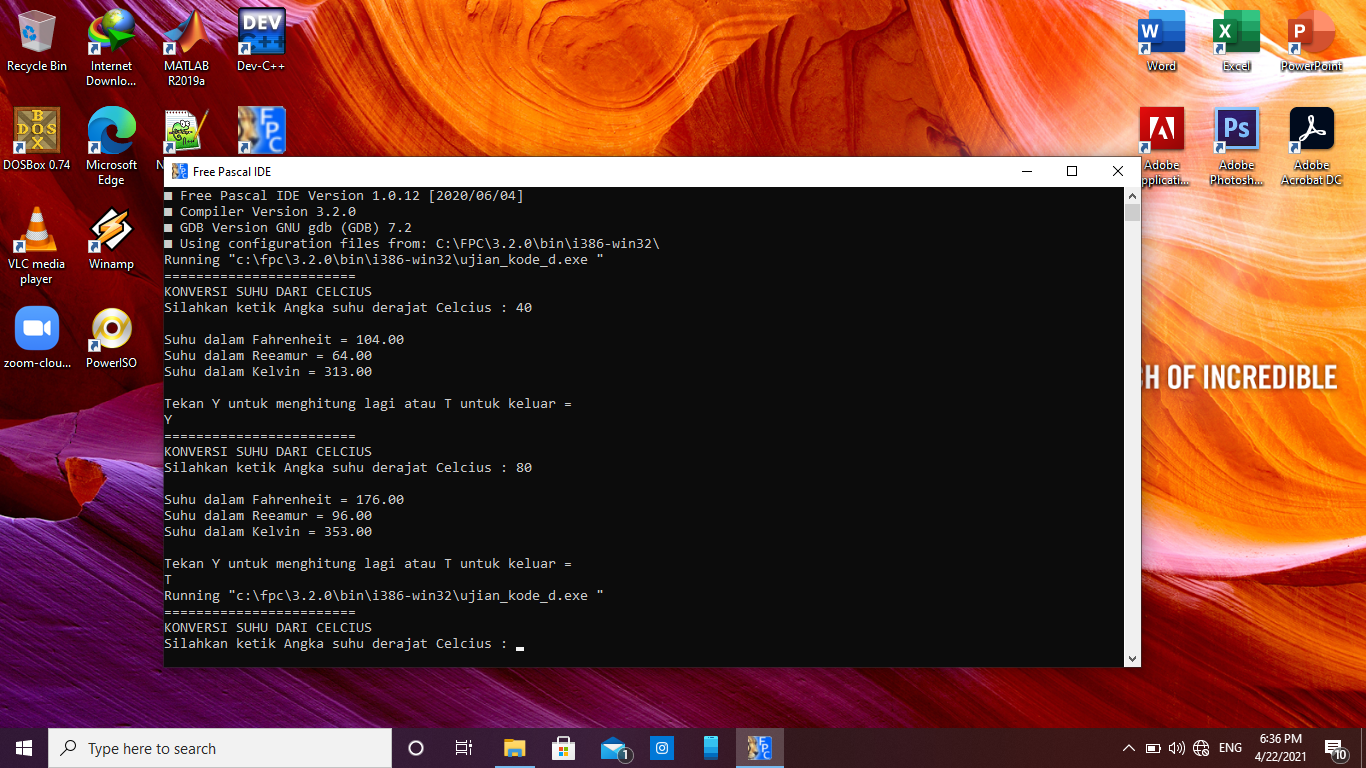 Recycle Bin
Internet
Downlo...
MATLAB
R2019a
DEV
C++
Dev-C++
Word
Excel
PowerPoint
DOSBox 0.74
Microsoft
Edge
FPC
Adobe
Applicati...
Adobe
Photosh...
Adobe
Acrobat DC
VLC media
player
Winamp
zoom-clou...
PowerISO
Free Pascal IDE
■ Free Pascal IDE Version 1.0.12 [2020/06/04]
■ Compiler Version 3.2.0
■ GDB Version GNU gdb (GDB) 7.2
■ Using configuration files from: C:\FPC\3.2.0\bin\i386-win32\
Running "c:\fpc\3.2.0\bin\i386-win32\ujian_kode_d.exe "
========================
KONVERSI SUHU DARI CELCIUS
Silahkan ketik Angka suhu derajat Celcius : 40
Suhu dalam Fahrenheit = 104.00
Suhu dalam Reeamur = 64.00
Suhu dalam Kelvin = 313.00
Tekan Y untuk menghitung lagi atau T untuk keluar =
Y
========================
KONVERSI SUHU DARI CELCIUS
Silahkan ketik Angka suhu derajat Celcius : 80
Suhu dalam Fahrenheit = 176.00
Suhu dalam Reeamur = 96.00
Suhu dalam Kelvin = 353.00
Tekan Y untuk menghitung lagi atau T untuk keluar =
T
Running "c:\fpc\3.2.0\bin\i386-win32\ujian_kode_d.exe "
========================
KONVERSI SUHU DARI CELCIUS
Silahkan ketik Angka suhu derajat Celcius :
CH OF INCREDIBLE
Type here to search
1
ENG
6:36 PM
4/22/2021
10